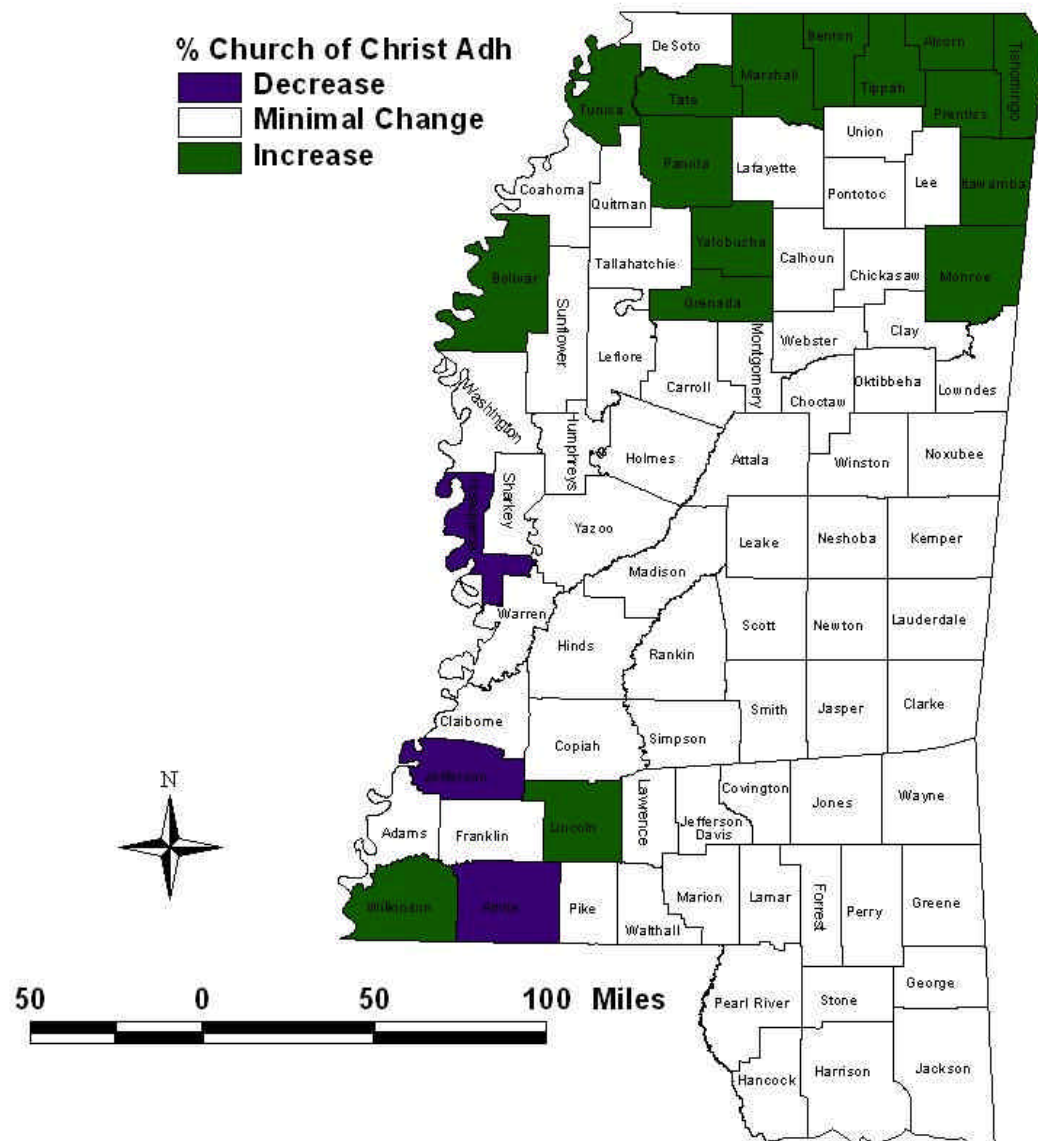 % Church of Christ Adh
Decrease
Minimal Change
Increase
DeSoto
Benton
Alcorn
Tishomingo
Marshall
Tippah
Tunica
Tate
Prentiss
Union
Panola
Lafayette
Lee
Itawamba
Coahoma
Quitman
Pontotoc
Yalobusha
Tallahatchie
Calhoun
Chickasaw
Monroe
Bolivar
Grenada
Sunflower
Leflore
Montgomery
Webster
Clay
Carroll
Choctaw
Oktibbeha
Lowndes
Washington
Humphreys
Holmes
Attala
Winston
Noxubee
Sharkey
Yazoo
Leake
Neshoba
Kemper
Madison
Warren
Scott
Newton
Lauderdale
Hinds
Rankin
Claiborne
Copiah
Simpson
Smith
Jasper
Clarke
Jefferson
Lawrence
Covington
Jones
Wayne
N
Adams
Franklin
Lincoln
Jefferson
Davis
Wilkinson
Amite
Pike
Walthall
Marion
Lamar
Forrest
Perry
Greene
50 0 50 100 Miles
Pearl River
Stone
George
Hancock
Harrison
Jackson